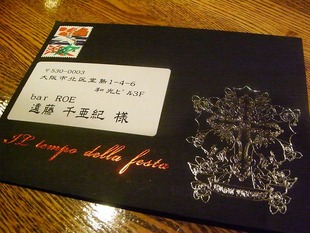 〒530-0003
大阪市北区堂島1-4-6
和光ビル3F
bar ROE
遠藤 千亜紀 様
Il tempo della festa